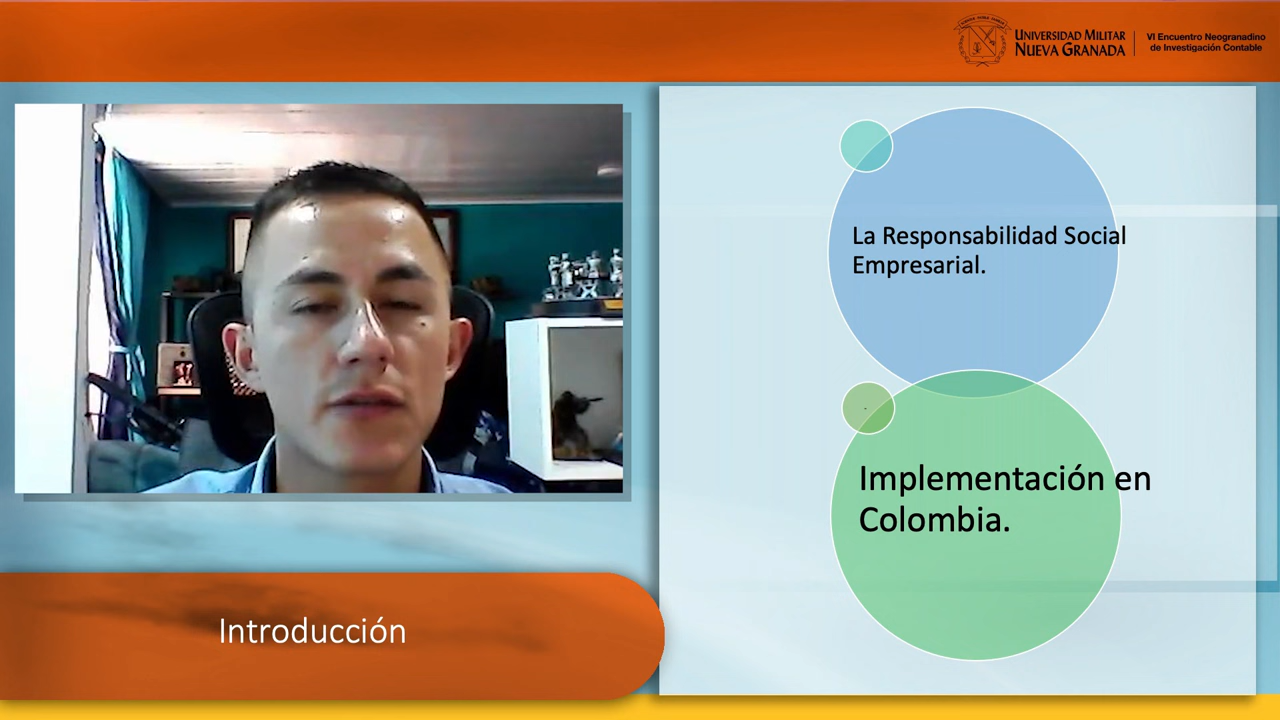 UNIVERSIDAD MILITAR
NUEVA GRANADA
VI Encuentro Neogranadino
de Investigación Contable
La Responsabilidad Social
Empresarial.
Implementación en
Colombia.
Introducción